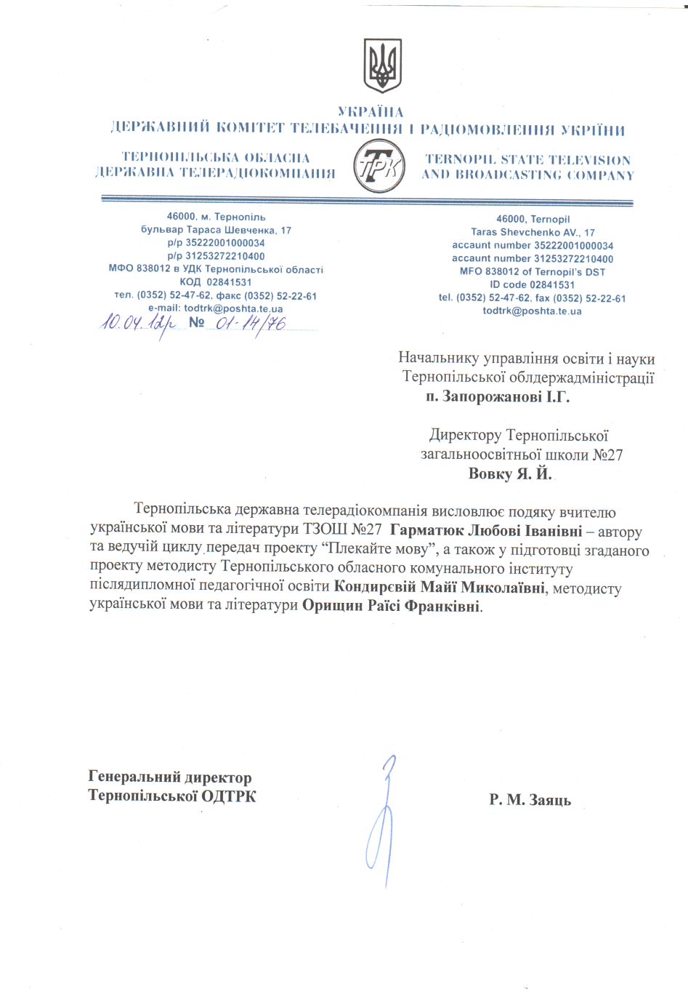 УКРАЇНА
ДЕРЖАВНИЙ КОМІТЕТ ТЕЛЕБАЧЕННЯ І РАДІОМОВЛЕННЯ УКРІЇНИ
ТЕРНОПІЛЬСЬКА ОБЛАСНА
ДЕРЖАВНА ТЕЛЕРАДІОКОМПАНІЯ
ТРК
TERNOPIL STATE TELEVISION
AND BROADCASTING COMPANY
46000, м. Тернопіль
бульвар Тараса Шевченка, 17
р/р 35222001000034
р/р 31253272210400
МФО 838012 в УДК Тернопільської області
КОД 02841531
тел. (0352) 52-47-62, факс (0352) 52-22-61
e-mail: todtrk@poshta.te.ua
10.04.12р № 01-14/76
46000, Ternopil
Taras Shevchenko AV., 17
accaunt number 35222001000034
accaunt number 31253272210400
MFO 838012 of Ternopil's DST
ID code 02841531
tel. (0352) 52-47-62, fax (0352) 52-22-61
todtrk@poshta.te.ua
Начальнику управління освіти і науки
Тернопільської облдержадміністрації
п. Запорожанові І.Г.
Директору Тернопільської
загальноосвітньої школи №27
Вовку Я. Й.
Тернопільська державна телерадіокомпанія висловлює подяку вчителю
української мови та літератури ТЗОШ №27 Гарматюк Любові Іванівні – автору
та ведучій циклу передач проекту “Плекайте мову”, а також у підготовці згаданого
проекту методисту Тернопільського обласного комунального інституту
післядипломної педагогічної освіти Кондирєвій Майї Миколаївні, методисту
української мови та літератури Орищин Раїсі Франківні.
Генеральний директор
Тернопільської ОДТРК
Р. М. Заяць